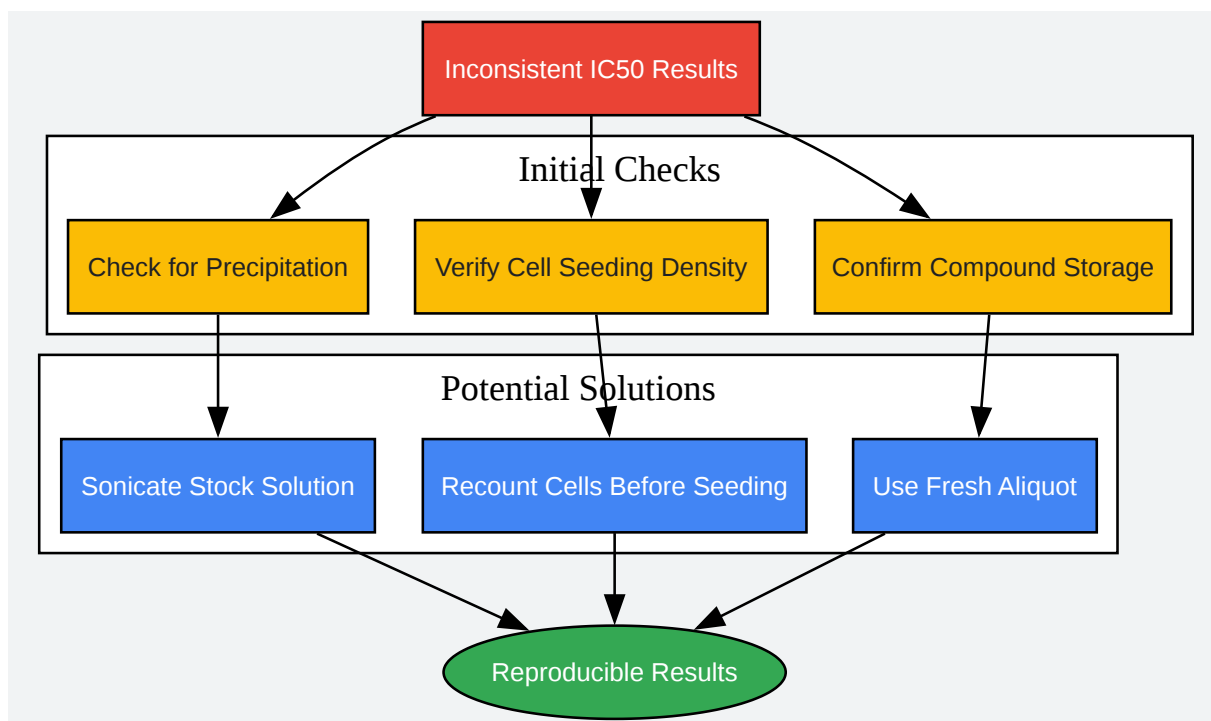 Inconsistent IC50 Results
Initial Checks
Check for Precipitation
Verify Cell Seeding Density
Confirm Compound Storage
Potential Solutions
Sonicate Stock Solution
Recount Cells Before Seeding
Use Fresh Aliquot
Reproducible Results